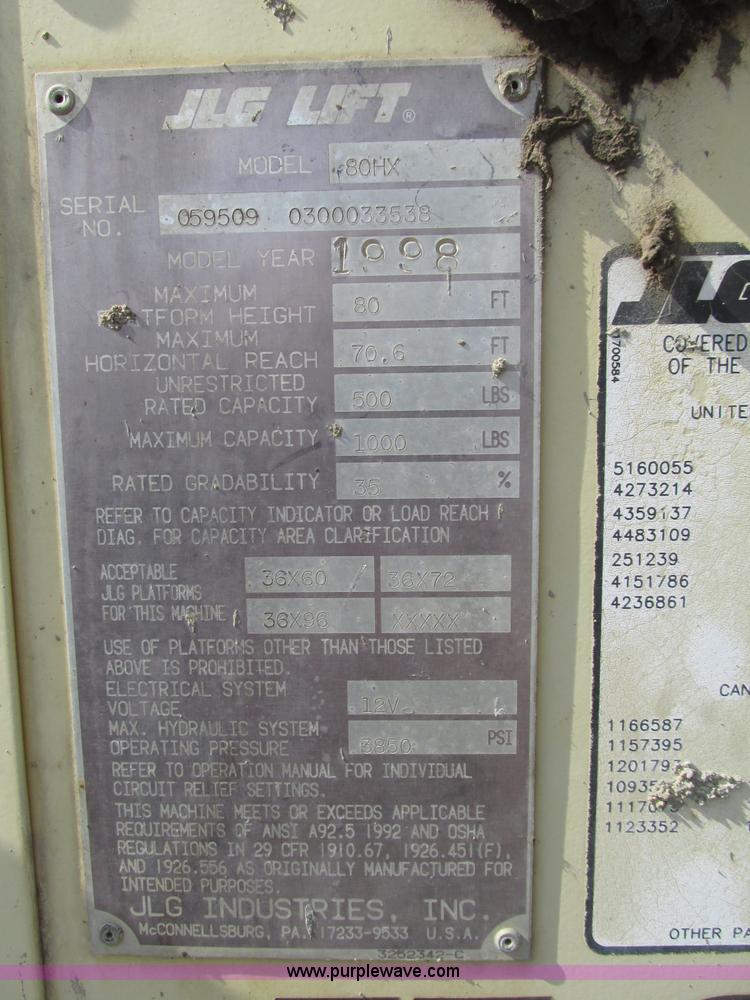 JLG LIFT®
MODEL 80HX
SERIAL NO. 059509 0300033538
MODEL YEAR 1998
MAXIMUM
TFORM HEIGHT 80 FT
MAXIMUM
HORIZONTAL REACH 70.6 FT
UNRESTRICTED
RATED CAPACITY 500 LBS
MAXIMUM CAPACITY 1000 LBS
RATED GRADABILITY 35 %
REFER TO CAPACITY INDICATOR OR LOAD REACH
DIAG. FOR CAPACITY AREA CLARIFICATION
ACCEPTABLE 36X60 36X72
JLG PLATFORMS
FOR THIS MACHINE 36X96 XXXXX
USE OF PLATFORMS OTHER THAN THOSE LISTED
ABOVE IS PROHIBITED.
ELECTRICAL SYSTEM
VOLTAGE 12V
MAX. HYDRAULIC SYSTEM
OPERATING PRESSURE 3850 PSI
REFER TO OPERATION MANUAL FOR INDIVIDUAL
CIRCUIT RELIEF SETTINGS.
THIS MACHINE MEETS OR EXCEEDS APPLICABLE
REQUIREMENTS OF ANSI A92.5 1992 AND OSHA
REGULATIONS IN 29 CFR 1910.67, 1926.451(F),
AND 1926.556 AS ORIGINALLY MANUFACTURED FOR
INTENDED PURPOSES.
JLG INDUSTRIES, INC.
McCONNELLSBURG, PA. 17233-9533 U.S.A.
3252342-C
JLG
1700584
COVERED
OF THE
UNITE
5160055
4273214
4359137
4483109
251239
4151786
4236861
CAN
1166587
1157395
120179
1093
1117
1123352
OTHER PA
www.purplewave.com